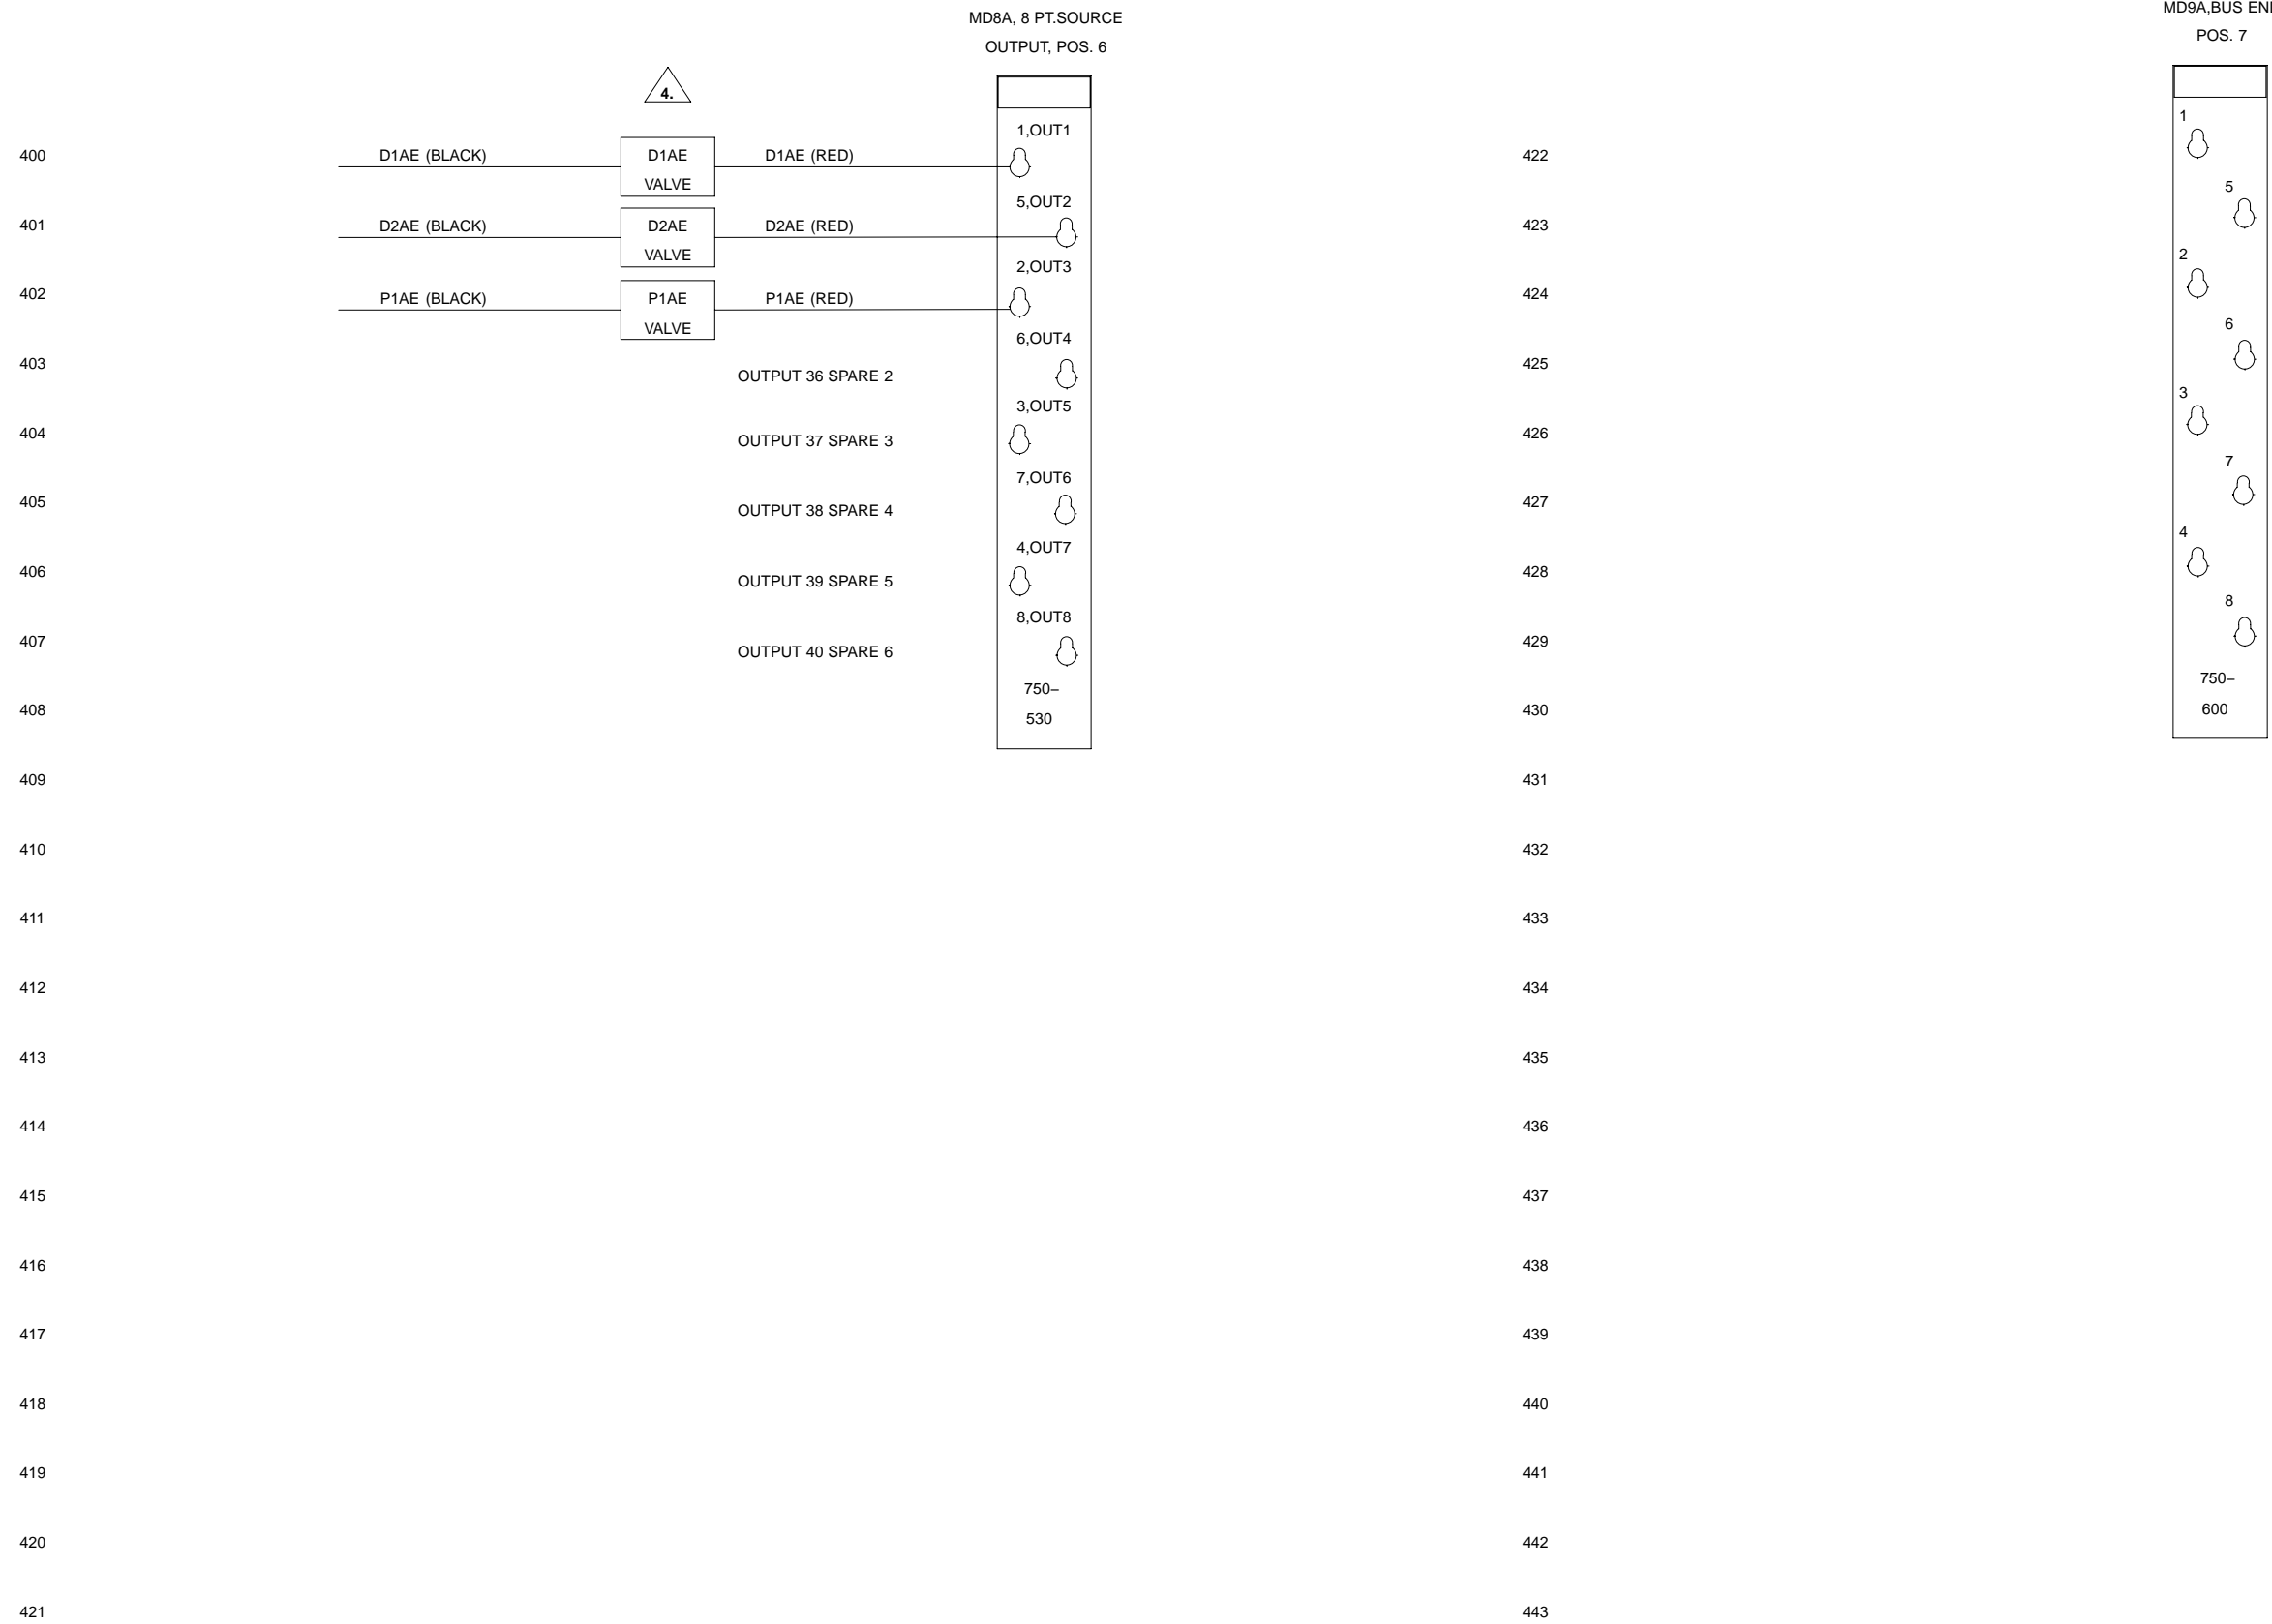 MD8A, 8 PT.SOURCE
OUTPUT, POS. 6
4.
1,OUT1
400
D1AE (BLACK)
D1AE
VALVE
D1AE (RED)
5,OUT2
401
D2AE (BLACK)
D2AE
VALVE
D2AE (RED)
2,OUT3
402
P1AE (BLACK)
P1AE
VALVE
P1AE (RED)
6,OUT4
403
OUTPUT 36 SPARE 2
3,OUT5
404
OUTPUT 37 SPARE 3
7,OUT6
405
OUTPUT 38 SPARE 4
4,OUT7
406
OUTPUT 39 SPARE 5
8,OUT8
407
OUTPUT 40 SPARE 6
750–
530
408
409
410
411
412
413
414
415
416
417
418
419
420
421
MD9A,BUS
POS. 7
1
422
5
423
2
424
6
425
3
426
7
427
4
428
8
429
750–
600
430
431
432
433
434
435
436
437
438
439
440
441
442
443